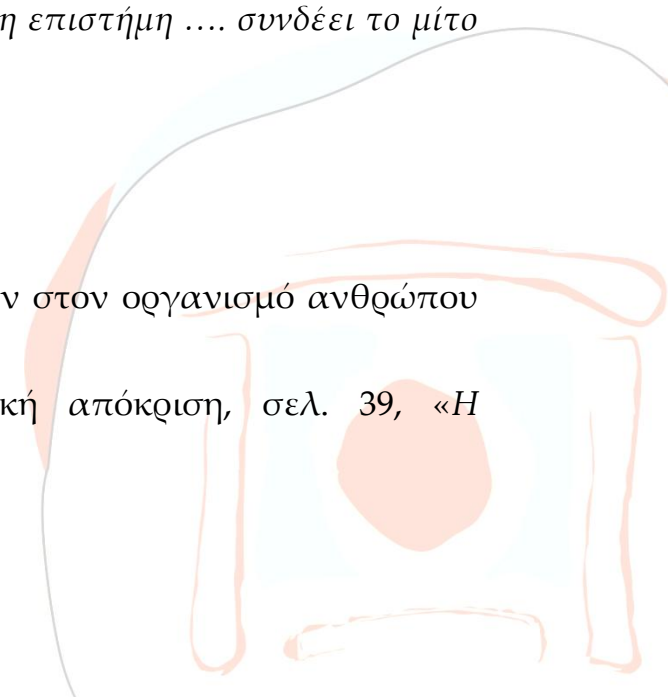 η επιστήμη …. συνδέει το μίτο
ν στον οργανισμό ανθρώπου
κή απόκριση, σελ. 39, «Η